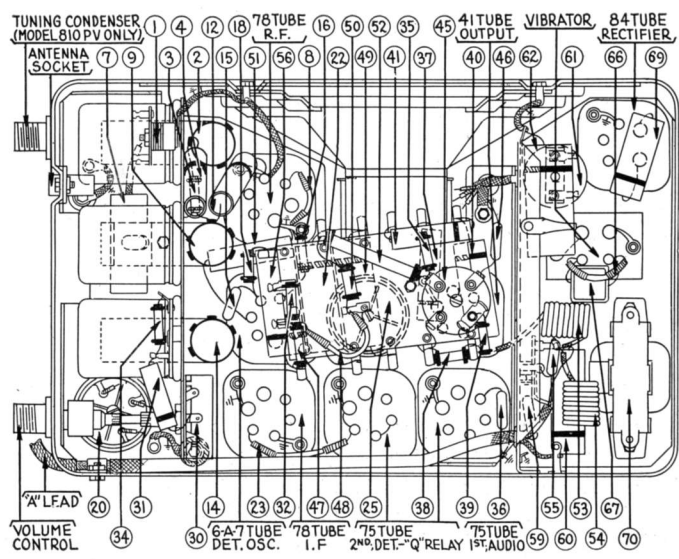 TUNING CONDENSER
(MODEL 810 PV ONLY)
ANTENNA
SOCKET
1
4
12
18
78 TUBE
R.F.
16
50
52
35
45
41 TUBE
OUTPUT
VIBRATOR
84 TUBE
RECTIFIER
7
9
3
2
15
51
56
8
22
49
41
37
40
46
62
61
66
69
"A" LEAD
VOLUME
CONTROL
20
34
31
30
14
6-A-7 TUBE
DET. OSC.
23
32
78 TUBE
I.F
47
48
25
75 TUBE
2ND. DET.-"Q" RELAY
38
39
75 TUBE
1ST. AUDIO
36
59
55
60
53
54
67
70